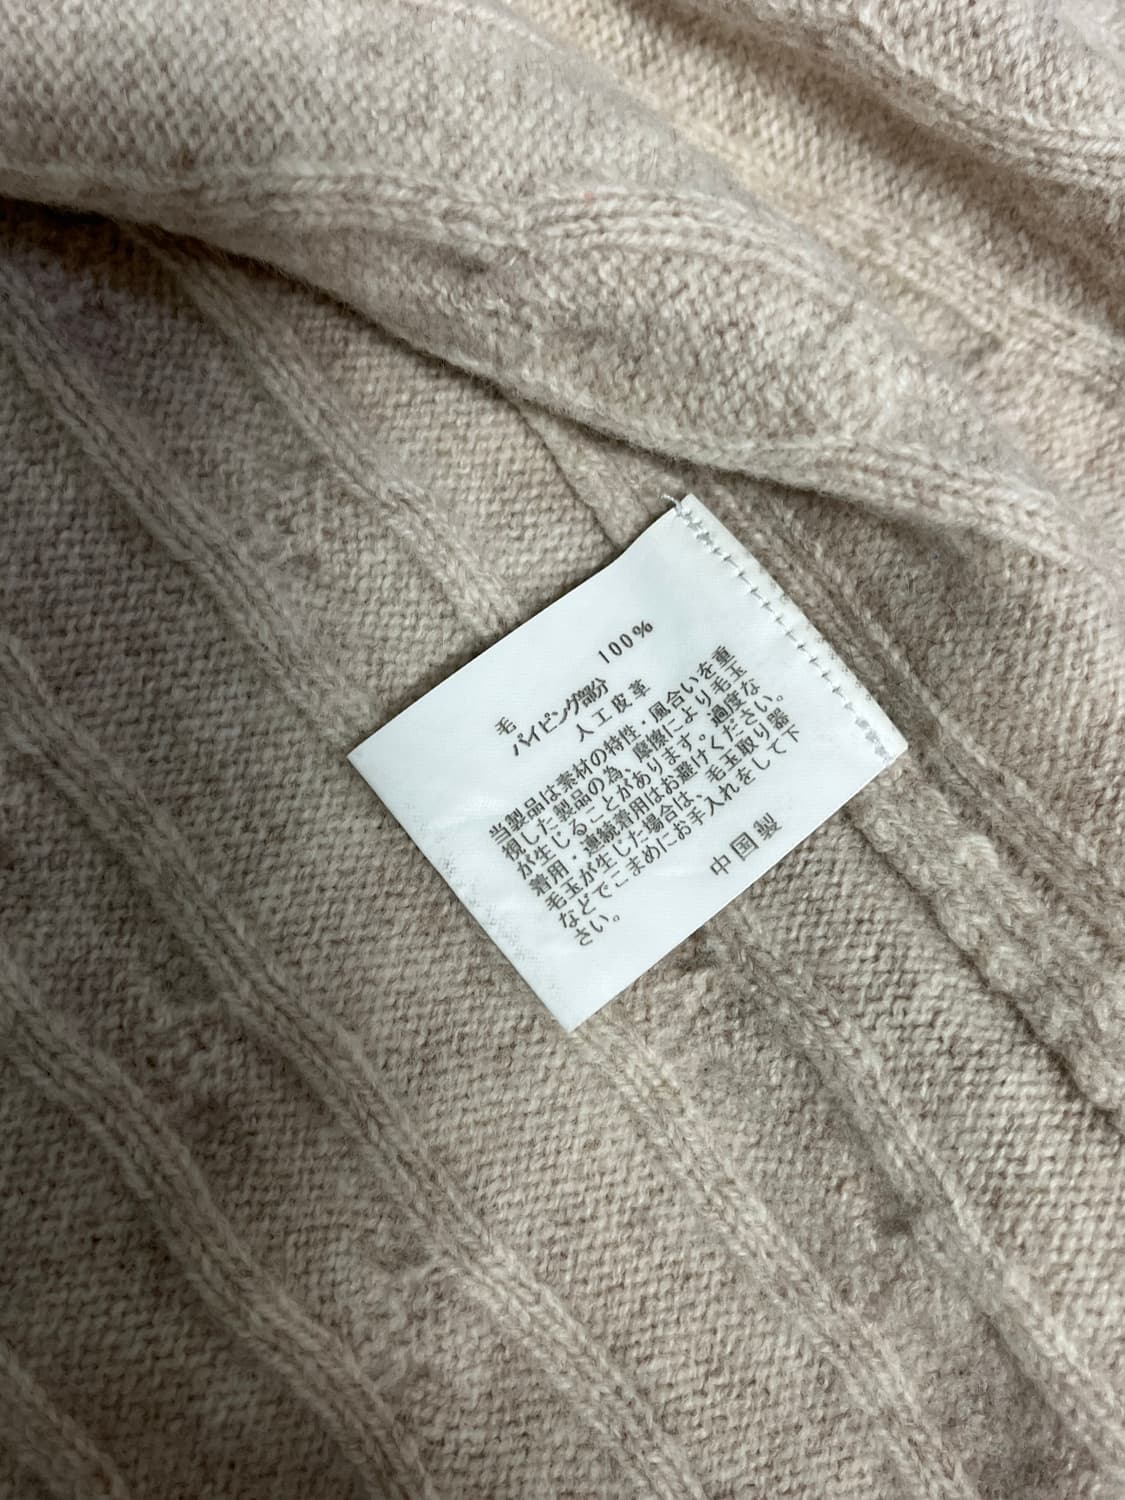 毛 100%
パイピング部分
人工皮革
当製品は素材の特性・風合いを重
視した製品の為、摩擦により毛玉
が生じることがあります。過度な
着用・連続着用はお避けください。
毛玉が生じた場合は、毛玉取り器
などでこまめにお手入れをして下
さい。
中国製